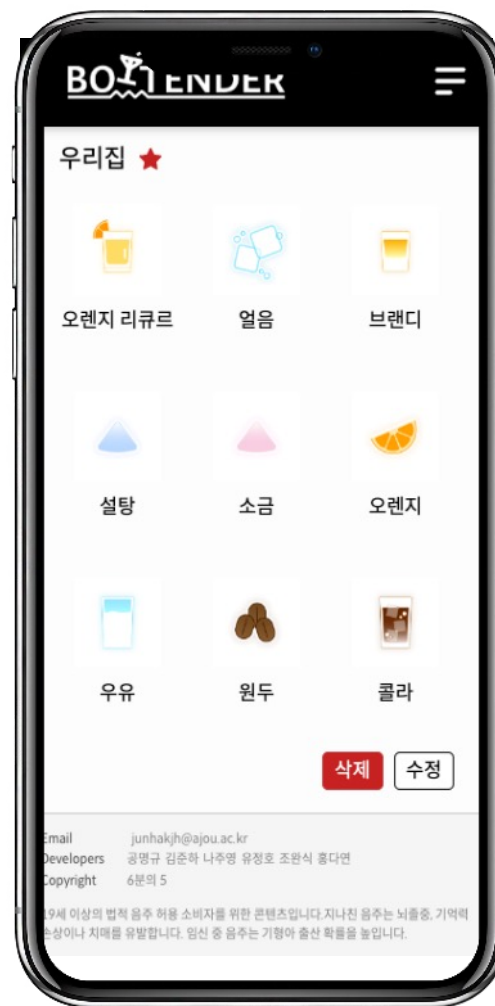 우리집
오렌지 리큐르 얼음 브랜디
설탕 소금 오렌지
우유 원두 콜라
삭제 수정
Email junhakjh@ajou.ac.kr
Developers 공명규 김준하 나주영 유정호 조완식 홍다연
Copyright 6분의 5
19세 이상의 법적 음주 허용 소비자를 위한 콘텐츠입니다.지나친 음주는 뇌졸중, 기억력
손상이나 치매를 유발합니다. 임신 중 음주는 기형아 출산 확률을 높입니다.